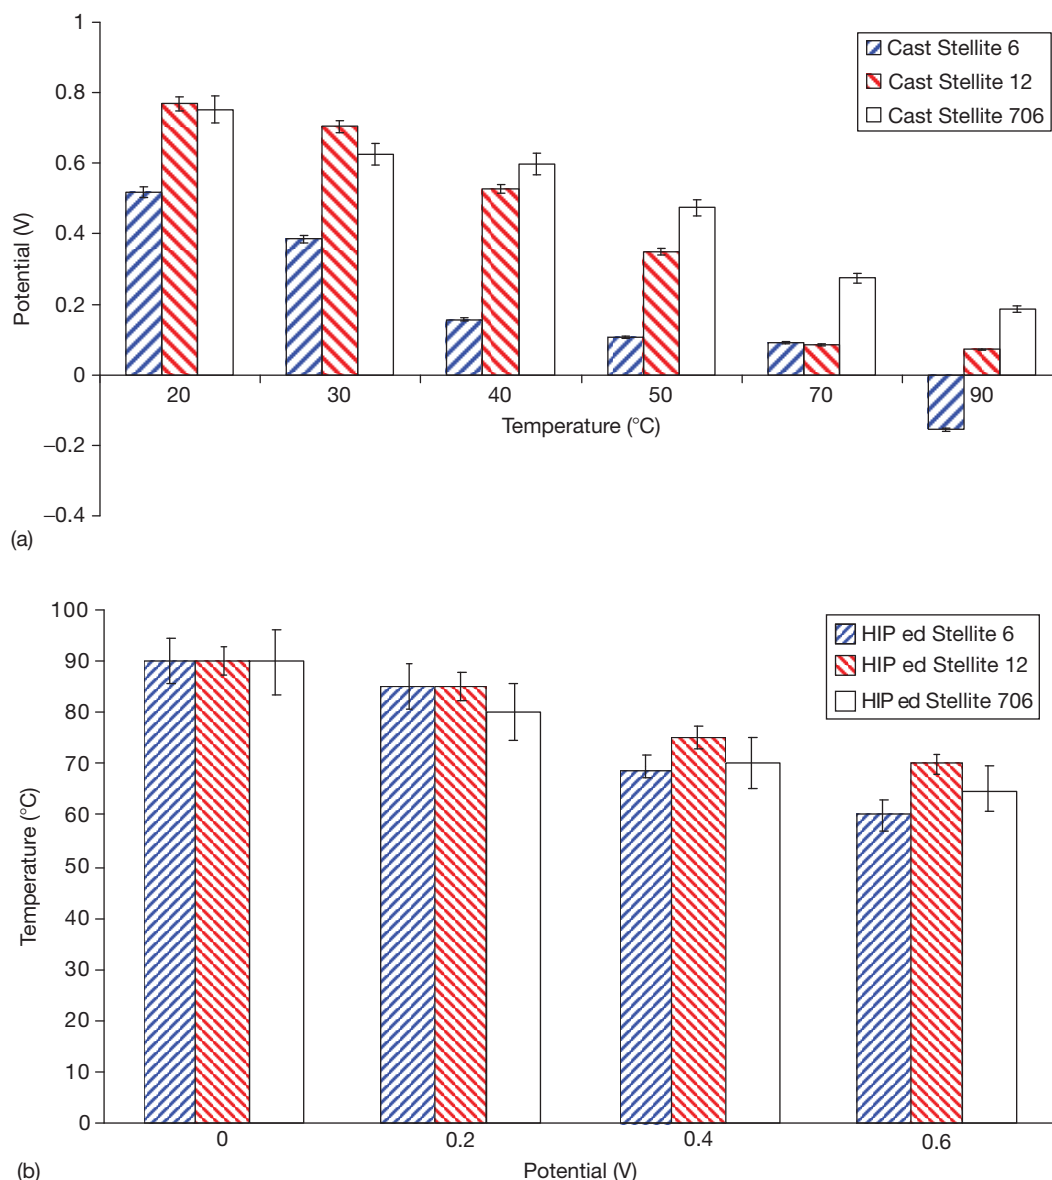 1
0.8
0.6
0.4
0.2
0
−0.2
−0.4
Potential (V)
Cast Stellite 6
Cast Stellite 12
Cast Stellite 706
20 30 40 50 70 90
Temperature (°C)
(a)
100
90
80
70
60
50
40
30
20
10
0
Temperature (°C)
HIP ed Stellite 6
HIP ed Stellite 12
HIP ed Stellite 706
0 0.2 0.4 0.6
Potential (V)
(b)